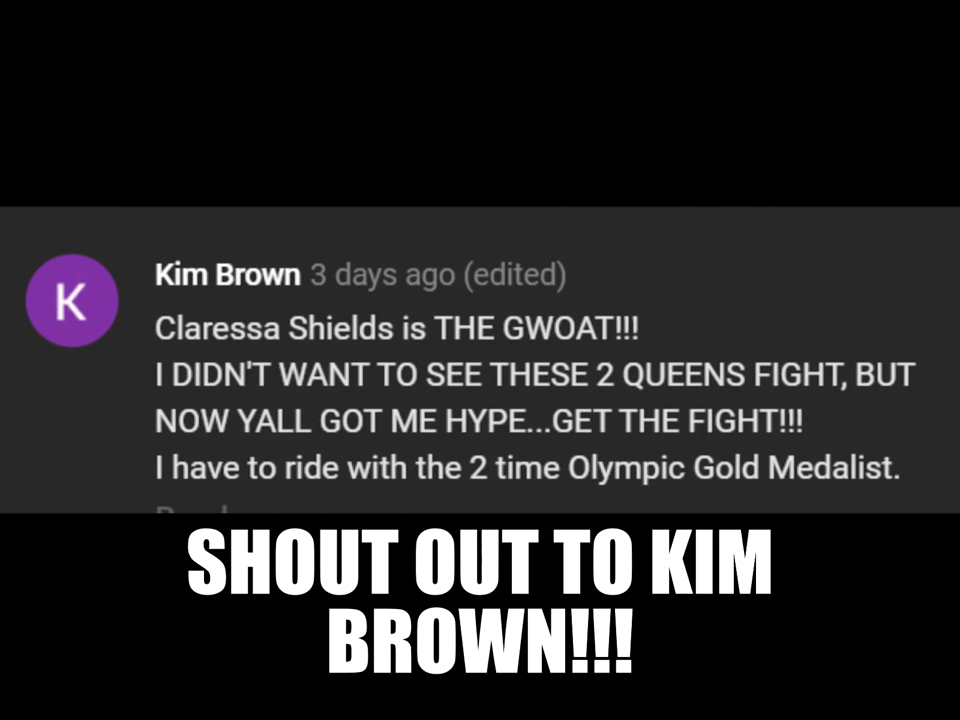 K
Kim Brown 3 days ago (edited)
Claressa Shields is THE GWOAT!!!
I DIDN'T WANT TO SEE THESE 2 QUEENS FIGHT, BUT
NOW YALL GOT ME HYPE...GET THE FIGHT!!!
I have to ride with the 2 time Olympic Gold Medalist.
SHOUT OUT TO KIM
BROWN!!!